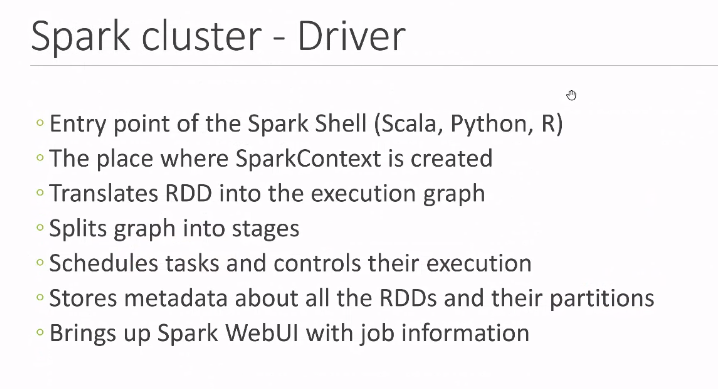 Spark cluster - Driver
◦ Entry point of the Spark Shell (Scala, Python, R)
◦ The place where SparkContext is created
◦ Translates RDD into the execution graph
◦ Splits graph into stages
◦ Schedules tasks and controls their execution
◦ Stores metadata about all the RDDs and their partitions
◦ Brings up Spark WebUI with job information